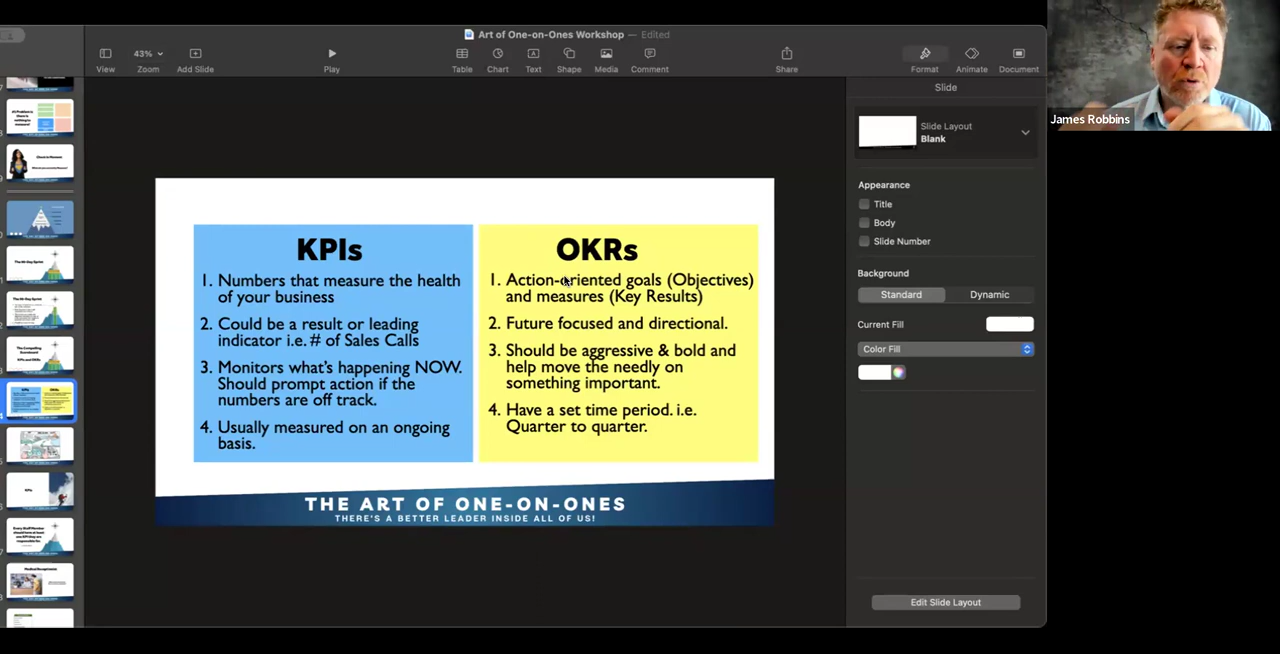 Art of One-on-Ones Workshop — Edited
43%
View
Zoom
Add Slide
Play
Table
Chart
Text
Shape
Media
Comment
Share
Format
Animate
Document
James Robbins
KPIs
1. Numbers that measure the health
of your business
2. Could be a result or leading
indicator i.e. # of Sales Calls
3. Monitors what's happening NOW.
Should prompt action if the
numbers are off track.
4. Usually measured on an ongoing
basis.
OKRs
1. Action-oriented goals (Objectives)
and measures (Key Results)
2. Future focused and directional.
3. Should be aggressive & bold and
help move the needly on
something important.
4. Have a set time period. i.e.
Quarter to quarter.
THE ART OF ONE-ON-ONES
THERE'S A BETTER LEADER INSIDE ALL OF US!
Slide
Slide Layout
Blank
Appearance
Title
Body
Slide Number
Background
Standard
Dynamic
Current Fill
Color Fill
Edit Slide Layout